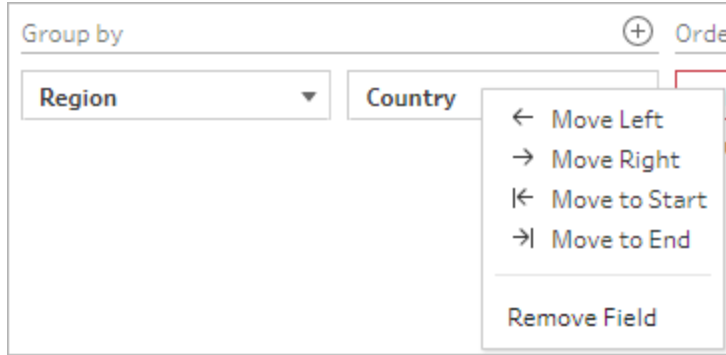 Group by Orde
Region Country
Move Left
Move Right
Move to Start
Move to End
Remove Field